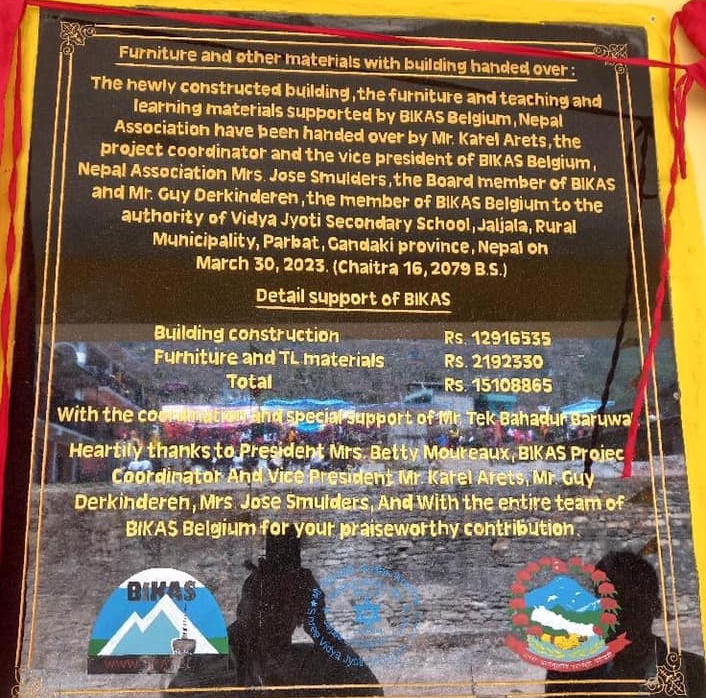 Furniture and other materials with building handed over :
The newly constructed building, the furniture and teaching and
learning materials supported by BIKAS Belgium, Nepal
Association have been handed over by Mr. Karel Arets, the
project coordinator and the vice president of BIKAS Belgium,
Nepal Association Mrs. Jose Smulders, the Board member of BIKAS
and Mr. Guy Derkinderen, the member of BIKAS Belgium to the
authority of Vidya Jyoti Secondary School, Jaljala, Rural
Municipality, Parbat, Gandaki province, Nepal on
March 30, 2023. (Chaitra 16, 2079 B.S.)
Detail support of BIKAS
Building construction Rs. 12916535
Furniture and TL materials Rs. 2192330
Total Rs. 15108865
With the coordination and special support of Mr. Tek Bahadur Baruwal
Heartily thanks to President Mrs. Betty Moureaux, BIKAS Projec
Coordinator And Vice President Mr. Karel Arets, Mr. Guy
Derkinderen, Mrs. Jose Smulders, And With the entire team of
BIKAS Belgium for your praiseworthy contribution.
BIKAS
Shree Vidya Jyoti